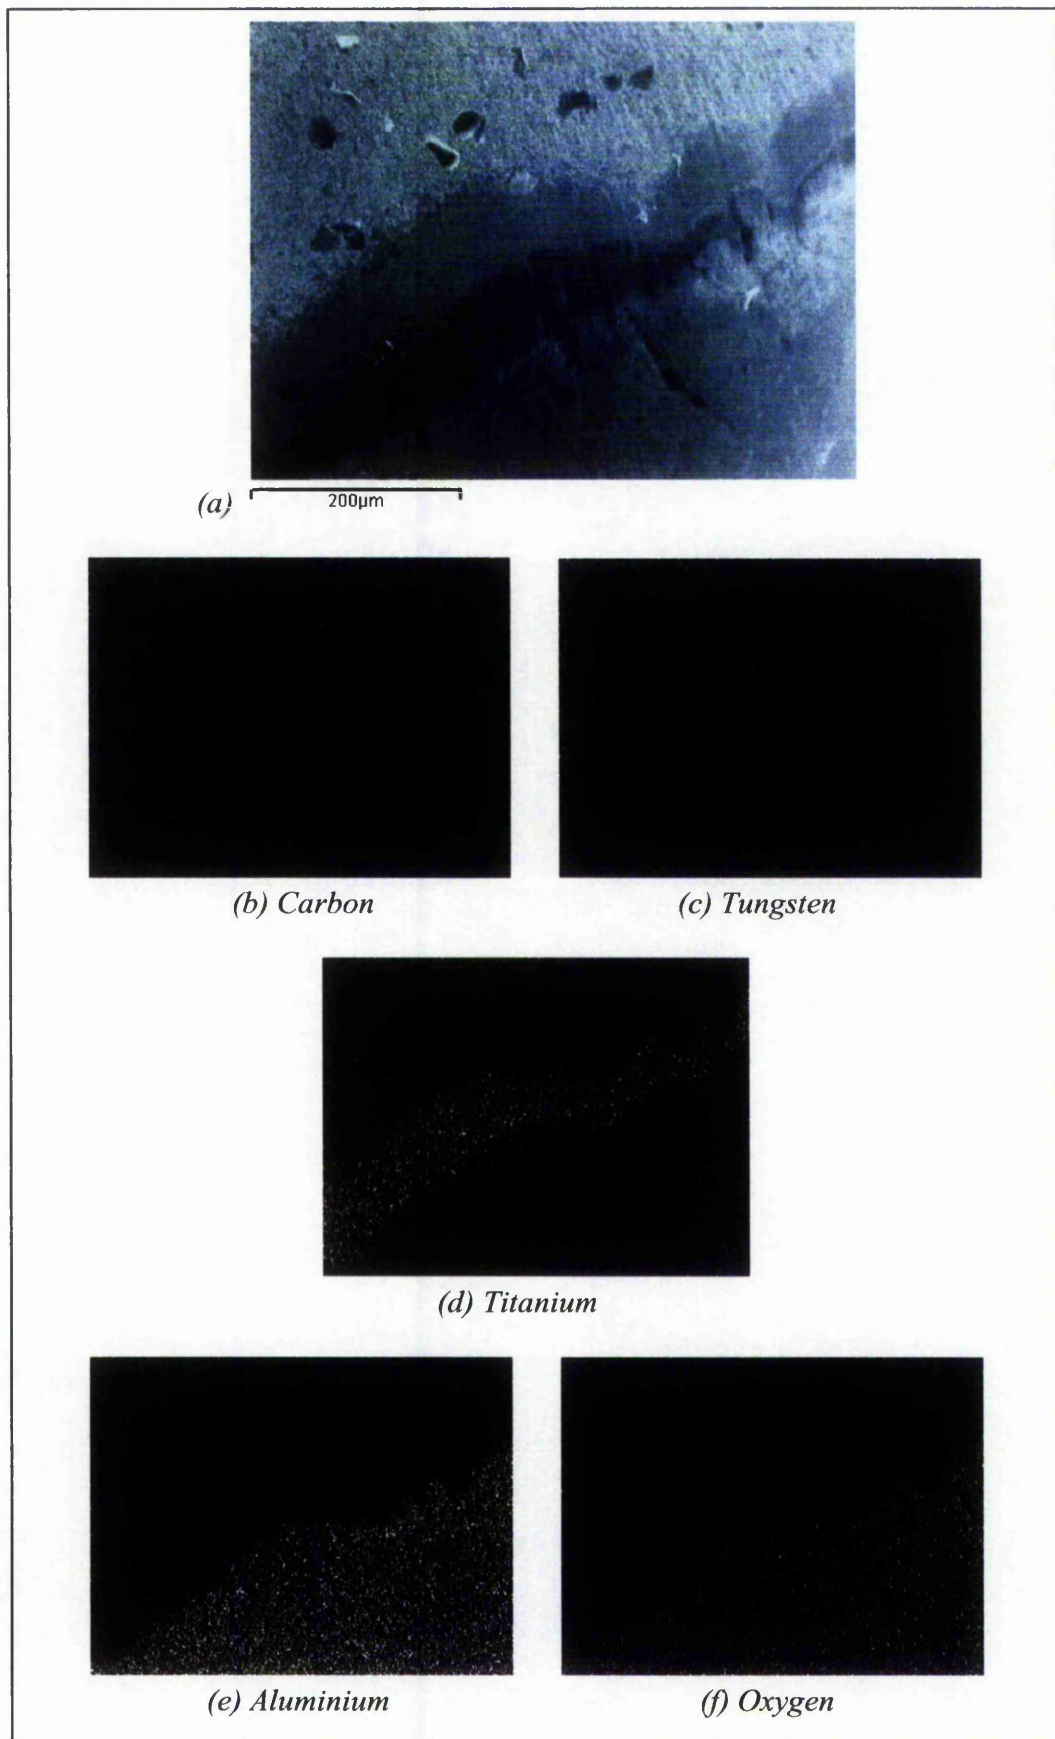 (a)
200µm
(b) Carbon
(c) Tungsten
(d) Titanium
(e) Aluminium
(f) Oxygen